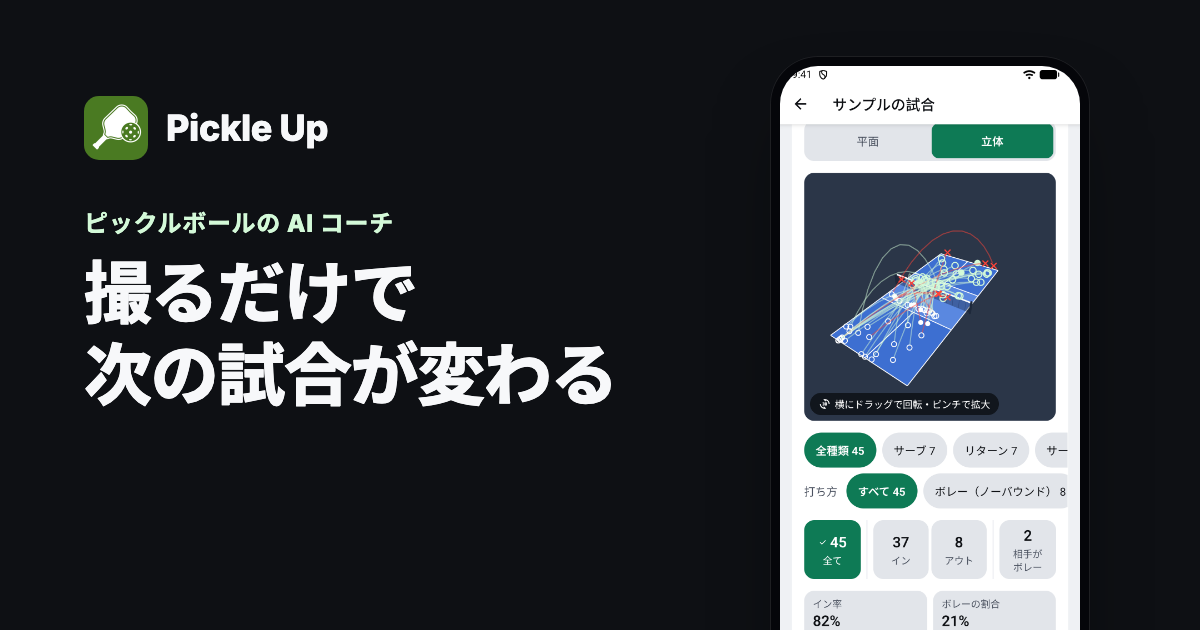 Pickle Up
ピックルボールの AI コーチ
撮るだけで
次の試合が変わる
9:41
サンプルの試合
平面
立体
横にドラッグで回転・ピンチで拡大
全種類 45
サーブ 7
リターン 7
サー
打ち方
すべて 45
ボレー（ノーバウンド） 8
45
全て
37
イン
8
アウト
2
相手が
ボレー
イン率
82%
ボレーの割合
21%